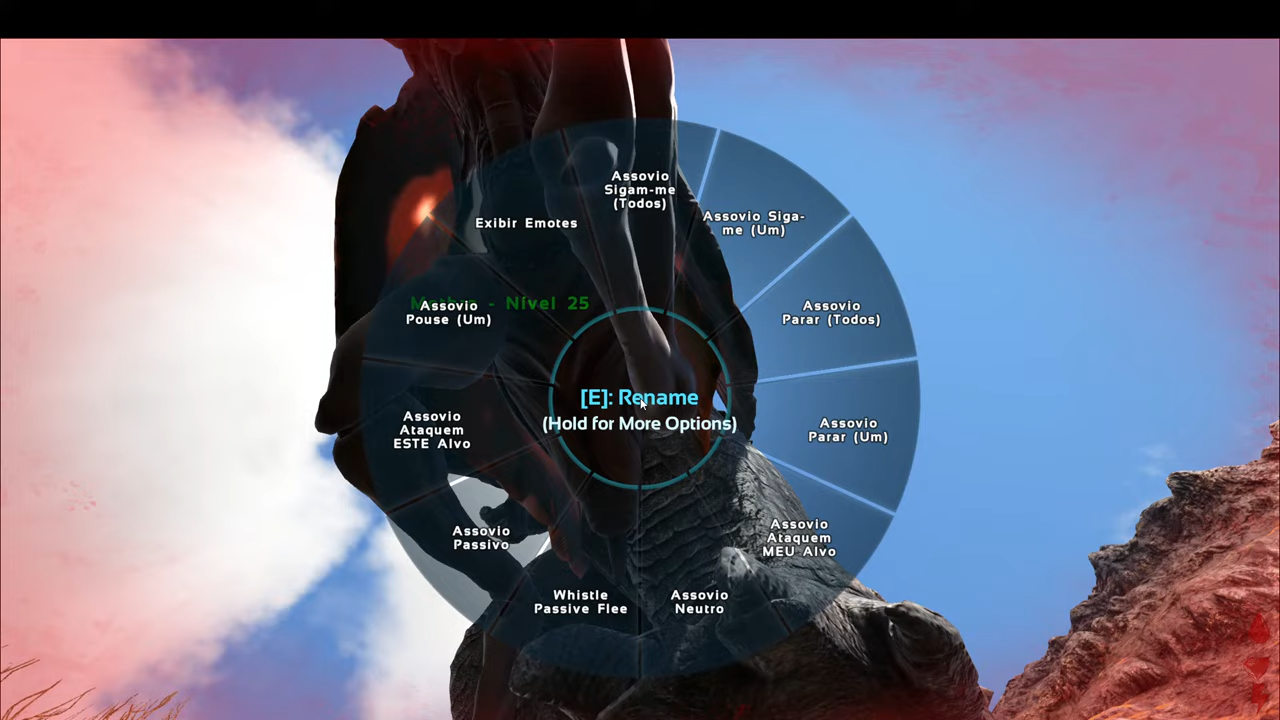 Assovio
Sigam-me
(Todos)
Exibir Emotes
Assovio Siga-
me (Um)
- Nível 25
Assovio
Pouse (Um)
Assovio
Parar (Todos)
[E]: Rename
(Hold for More Options)
Assovio
Ataquem
ESTE Alvo
Assovio
Parar (Um)
Assovio
Passivo
Assovio
Ataquem
MEU Alvo
Whistle
Passive Flee
Assovio
Neutro